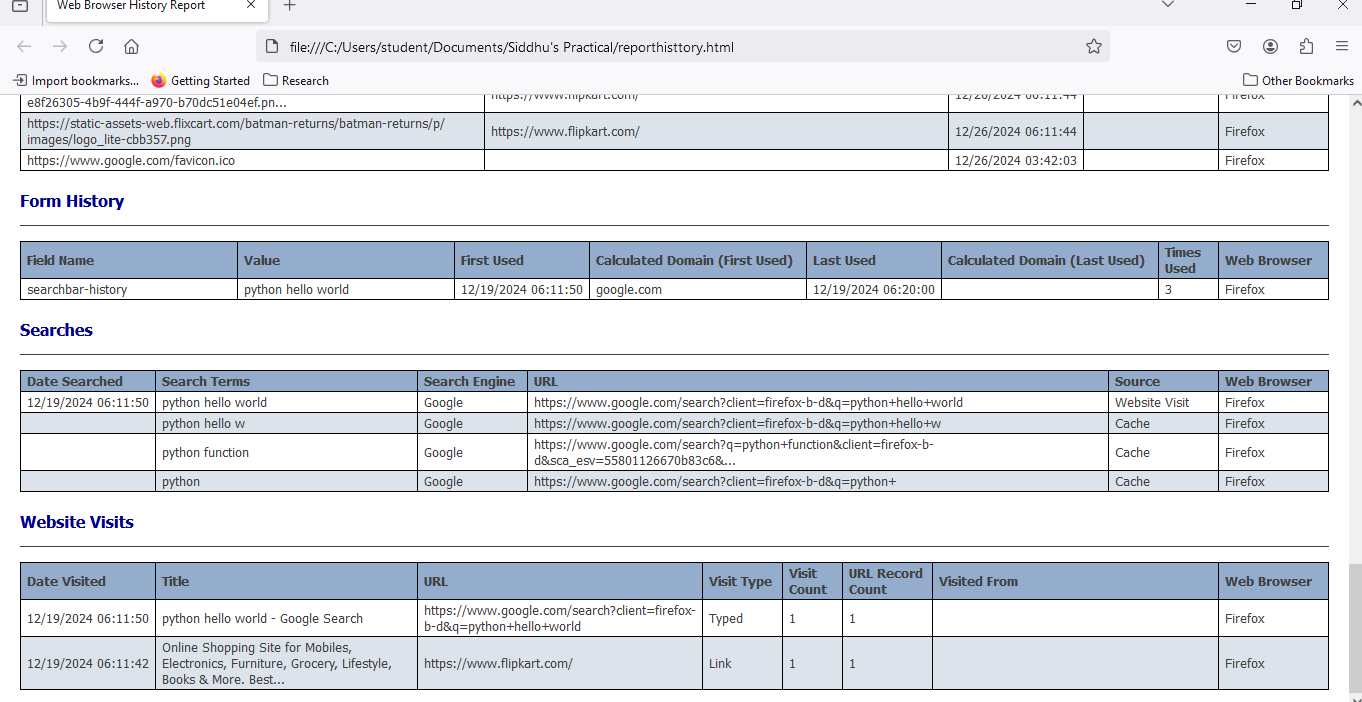 Web Browser History Report
file:///C:/Users/student/Documents/Siddhu's Practical/reporthisttory.html
Import bookmarks... Getting Started Research Other Bookmarks
e8f26305-4b9f-444f-a970-b70dc51e04ef.pn... https://www.flipkart.com/ 12/26/2024 06:11:44 Firefox
https://static-assets-web.flixcart.com/batman-returns/batman-returns/p/
images/logo_lite-cbb357.png https://www.flipkart.com/ 12/26/2024 06:11:44 Firefox
https://www.google.com/favicon.ico 12/26/2024 03:42:03 Firefox
Form History
Field Name Value First Used Calculated Domain (First Used) Last Used Calculated Domain (Last Used) Times Used Web Browser
searchbar-history python hello world 12/19/2024 06:11:50 google.com 12/19/2024 06:20:00 3 Firefox
Searches
Date Searched Search Terms Search Engine URL Source Web Browser
12/19/2024 06:11:50 python hello world Google https://www.google.com/search?client=firefox-b-d&q=python+hello+world Website Visit Firefox
python hello w Google https://www.google.com/search?client=firefox-b-d&q=python+hello+w Cache Firefox
python function Google https://www.google.com/search?q=python+function&client=firefox-b-
d&sca_esv=55801126670b83c6&... Cache Firefox
python Google https://www.google.com/search?client=firefox-b-d&q=python+ Cache Firefox
Website Visits
Date Visited Title URL Visit Type Visit Count URL Record Count Visited From Web Browser
12/19/2024 06:11:50 python hello world - Google Search https://www.google.com/search?client=firefox-
b-d&q=python+hello+world Typed 1 1 Firefox
Online Shopping Site for Mobiles,
12/19/2024 06:11:42 Electronics, Furniture, Grocery, Lifestyle, https://www.flipkart.com/ Link 1 1 Firefox
Books & More. Best...